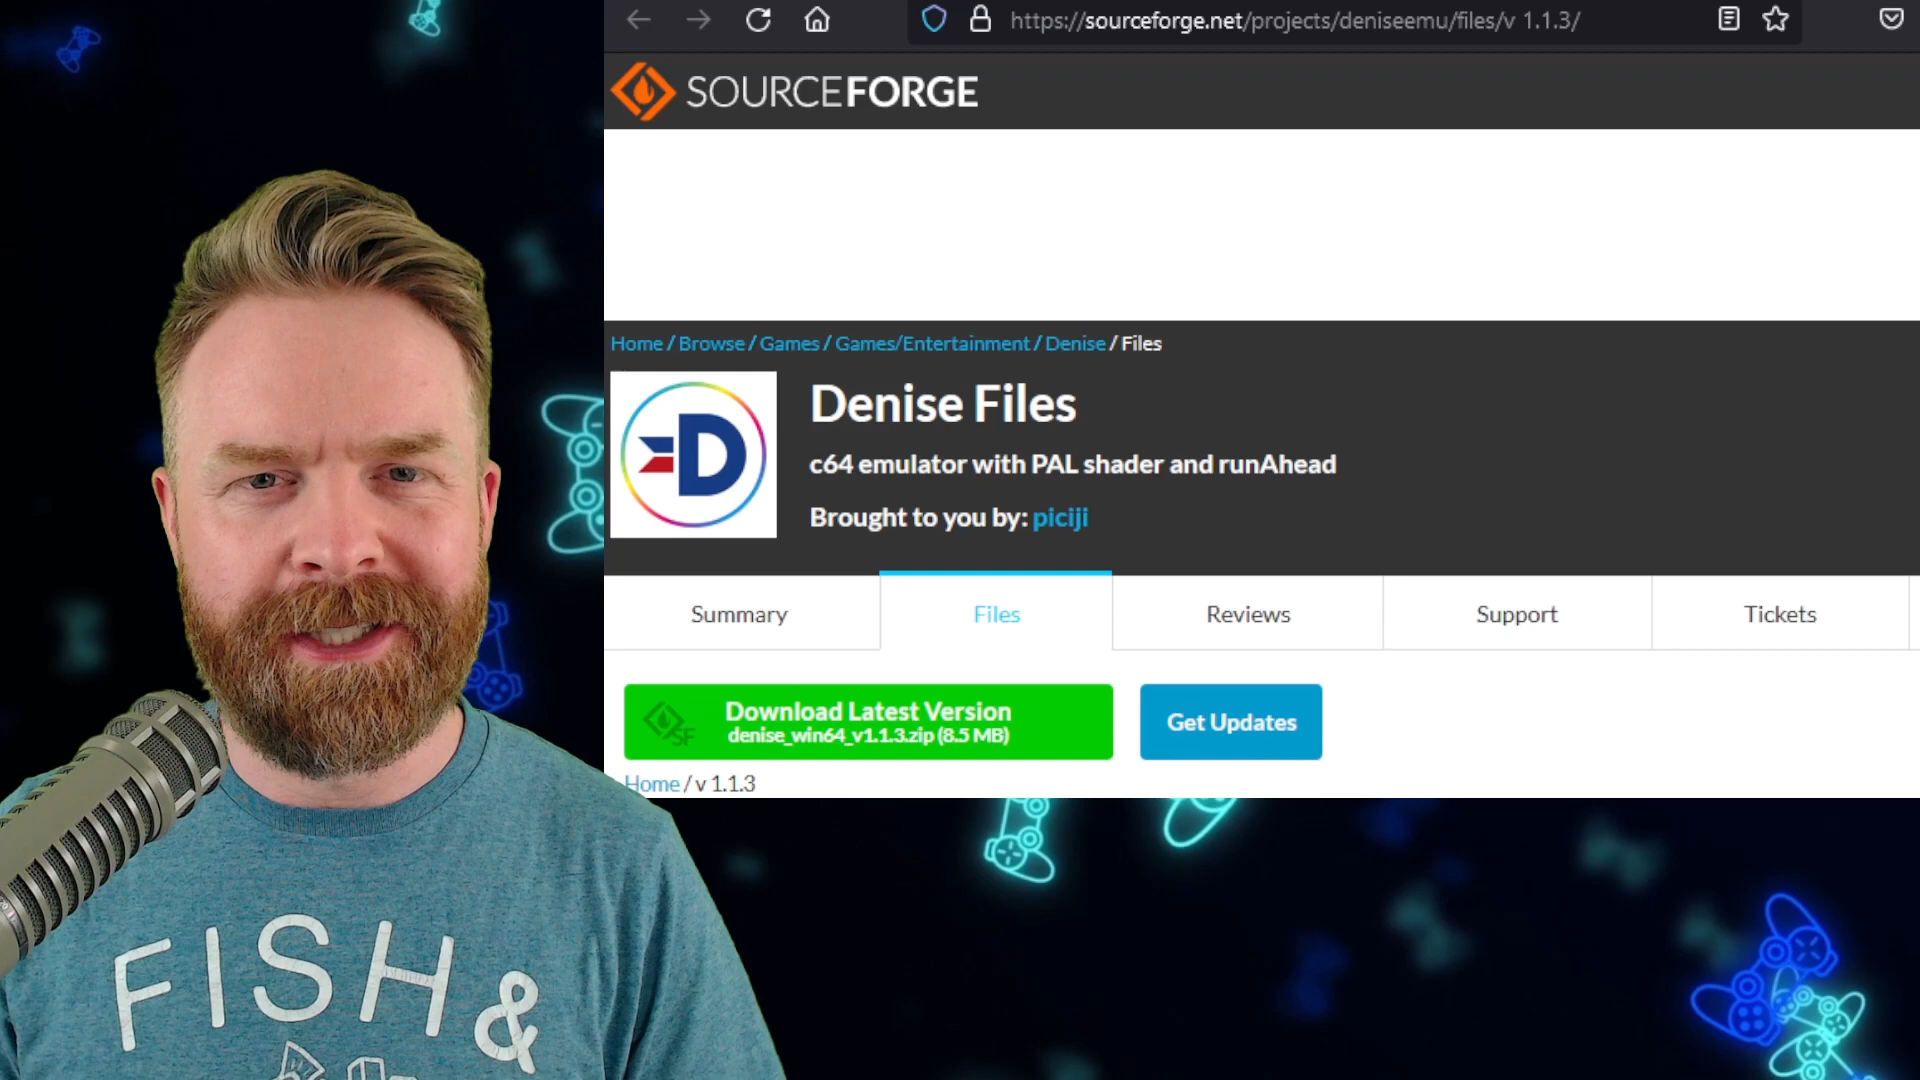 https://sourceforge.net/projects/deniseemu/files/v 1.1.3/
SOURCEFORGE
Home / Browse / Games / Games/Entertainment / Denise / Files
Denise Files
c64 emulator with PAL shader and runAhead
Brought to you by: piciji
Summary
Files
Reviews
Support
Tickets
Download Latest Version
denise_win64_v1.1.3.zip (8.5 MB)
SF
Get Updates
Home / v 1.1.3
FISH &